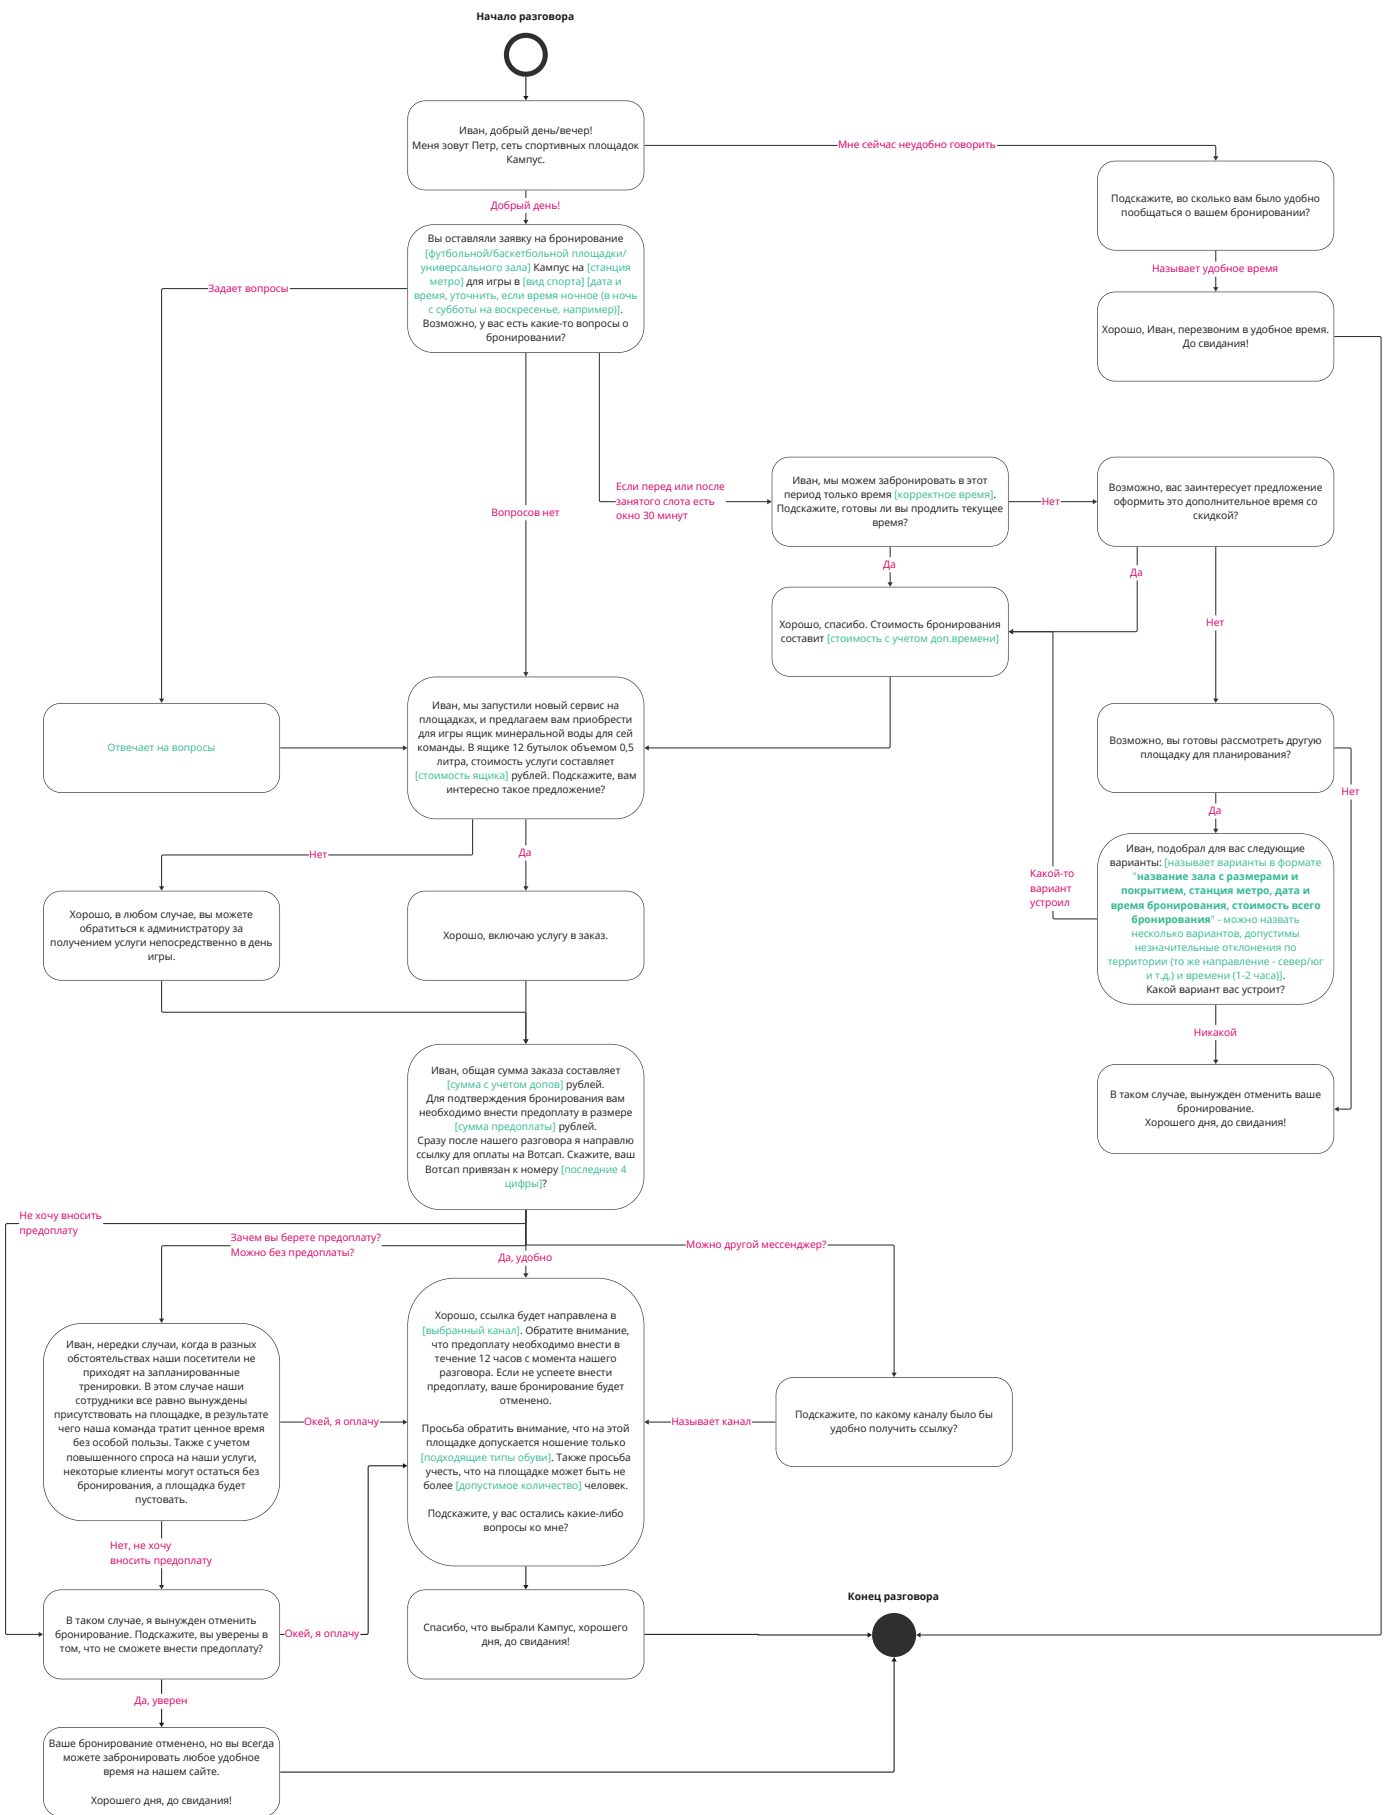 Начало разговора
Иван, добрый день/вечер!
Меня зовут Петр, сеть спортивных площадок
Кампус.
Мне сейчас неудобно говорить
Подскажите, во сколько вам было удобно
пообщаться о вашем бронировании?
Добрый день!
Вы оставляли заявку на бронирование
[футбольной/баскетбольной площадки/
универсального зала] Кампус на [станция
метро] для игры в [вид спорта] [дата и
время, уточнить, если время ночное (в ночь
с субботы на воскресенье, например)].
Возможно, у вас есть какие-то вопросы о
бронировании?
Называет удобное время
Задает вопросы
Хорошо, Иван, перезвоним в удобное время.
До свидания!
Если перед или после
занятого слота есть
окно 30 минут
Вопросов нет
Иван, мы можем забронировать в этот
период только время [корректное время].
Подскажите, готовы ли вы продлить текущее
время?
Нет
Возможно, вас заинтересует предложение
оформить это дополнительное время со
скидкой?
Да
Да
Хорошо, спасибо. Стоимость бронирования
составит [стоимость с учетом доп.времени]
Нет
Отвечает на вопросы
Иван, мы запустили новый сервис на
площадках, и предлагаем вам приобрести
для игры ящик минеральной воды для сей
команды. В ящике 12 бутылок объемом 0,5
литра, стоимость услуги составляет
[стоимость ящика] рублей. Подскажите, вам
интересно такое предложение?
Возможно, вы готовы рассмотреть другую
площадку для планирования?
Нет
Да
Нет
Да
Какой-то
вариант
устроил
Иван, подобрал для вас следующие
варианты: [называет варианты в формате
"название зала с размерами и
покрытием, станция метро, дата и
время бронирования, стоимость всего
бронирования" - можно назвать
несколько вариантов, допустимы
незначительные отклонения по
территории (то же направление - север/юг
и т.д.) и времени (1-2 часа)].
Какой вариант вас устроит?
Хорошо, в любом случае, вы можете
обратиться к администратору за
получением услуги непосредственно в день
игры.
Хорошо, включаю услугу в заказ.
Никакой
Иван, общая сумма заказа составляет
[сумма с учетом допов] рублей.
Для подтверждения бронирования вам
необходимо внести предоплату в размере
[сумма предоплаты] рублей.
Сразу после нашего разговора я направлю
ссылку для оплаты на Вотсап. Скажите, ваш
Вотсап привязан к номеру [последние 4
цифры]?
В таком случае, вынужден отменить ваше
бронирование.
Хорошего дня, до свидания!
Не хочу вносить
предоплату
Зачем вы берете предоплату?
Можно без предоплаты?
Да, удобно
Можно другой мессенджер?
Иван, нередки случаи, когда в разных
обстоятельствах наши посетители не
приходят на запланированные
тренировки. В этом случае наши
сотрудники все равно вынуждены
присутствовать на площадке, в результате
чего наша команда тратит ценное время
без особой пользы. Также с учетом
повышенного спроса на наши услуги,
некоторые клиенты могут остаться без
бронирования, а площадка будет
пустовать.
Окей, я оплачу
Хорошо, ссылка будет направлена в
[выбранный канал]. Обратите внимание,
что предоплату необходимо внести в
течение 12 часов с момента нашего
разговора. Если не успеете внести
предоплату, ваше бронирование будет
отменено.
Просьба обратить внимание, что на этой
площадке допускается ношение только
[подходящие типы обуви]. Также просьба
учесть, что на площадке может быть не
более [допустимое количество] человек.
Подскажите, у вас остались какие-либо
вопросы ко мне?
Называет канал
Подскажите, по какому каналу было бы
удобно получить ссылку?
Нет, не хочу
вносить предоплату
В таком случае, я вынужден отменить
бронирование. Подскажите, вы уверены в
том, что не сможете внести предоплату?
Окей, я оплачу
Спасибо, что выбрали Кампус, хорошего
дня, до свидания!
Конец разговора
Да, уверен
Ваше бронирование отменено, но вы всегда
можете забронировать любое удобное
время на нашем сайте.
Хорошего дня, до свидания!